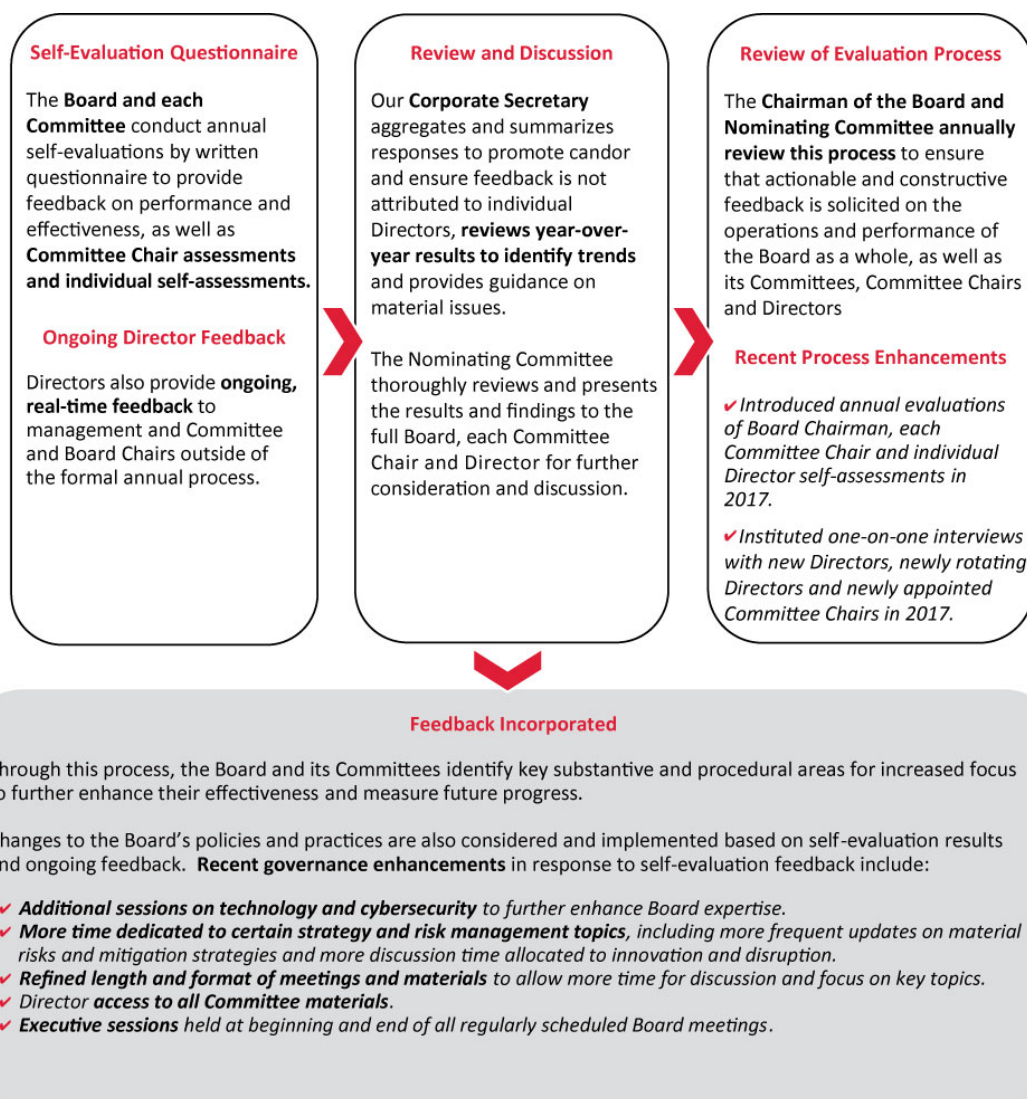 Self-Evaluation Questionnaire
The Board and each
Committee conduct annual
self-evaluations by written
questionnaire to provide
feedback on performance and
effectiveness, as well as
Committee Chair assessments
and individual self-assessments.
Ongoing Director Feedback
Directors also provide ongoing,
real-time feedback to
management and Committee
and Board Chairs outside of
the formal annual process.
Review and Discussion
Our Corporate Secretary
aggregates and summarizes
responses to promote candor
and ensure feedback is not
attributed to individual
Directors, reviews year-over-
year results to identify trends
and provides guidance on
material issues.
The Nominating Committee
thoroughly reviews and presents
the results and findings to the
full Board, each Committee
Chair and Director for further
consideration and discussion.
Review of Evaluation Process
The Chairman of the Board and
Nominating Committee annually
review this process to ensure
that actionable and constructive
feedback is solicited on the
operations and performance of
the Board as a whole, as well as
its Committees, Committee Chairs
and Directors
Recent Process Enhancements
✔Introduced annual evaluations
of Board Chairman, each
Committee Chair and individual
Director self-assessments in
2017.
✔Instituted one-on-one interviews
with new Directors, newly rotating
Directors and newly appointed
Committee Chairs in 2017.
Feedback Incorporated
hrough this process, the Board and its Committees identify key substantive and procedural areas for increased focus
o further enhance their effectiveness and measure future progress.
hanges to the Board's policies and practices are also considered and implemented based on self-evaluation results
nd ongoing feedback. Recent governance enhancements in response to self-evaluation feedback include:
✔ Additional sessions on technology and cybersecurity to further enhance Board expertise.
✔ More time dedicated to certain strategy and risk management topics, including more frequent updates on material
risks and mitigation strategies and more discussion time allocated to innovation and disruption.
✔ Refined length and format of meetings and materials to allow more time for discussion and focus on key topics.
✔ Director access to all Committee materials.
✔ Executive sessions held at beginning and end of all regularly scheduled Board meetings.